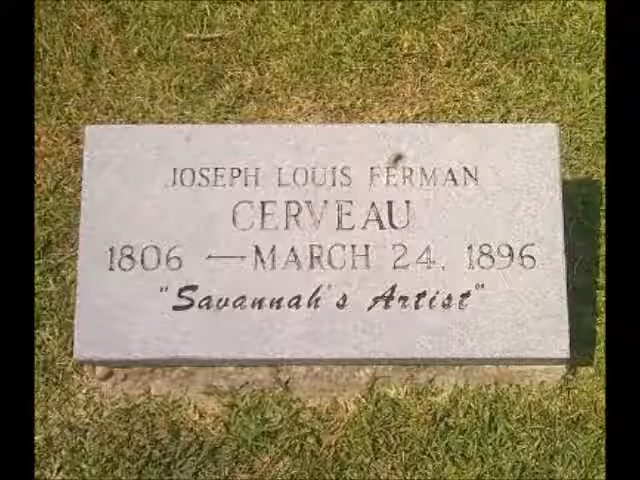 JOSEPH LOUIS FERMAN
CERVEAU
1806 — MARCH 24, 1896
"Savannah's Artist"